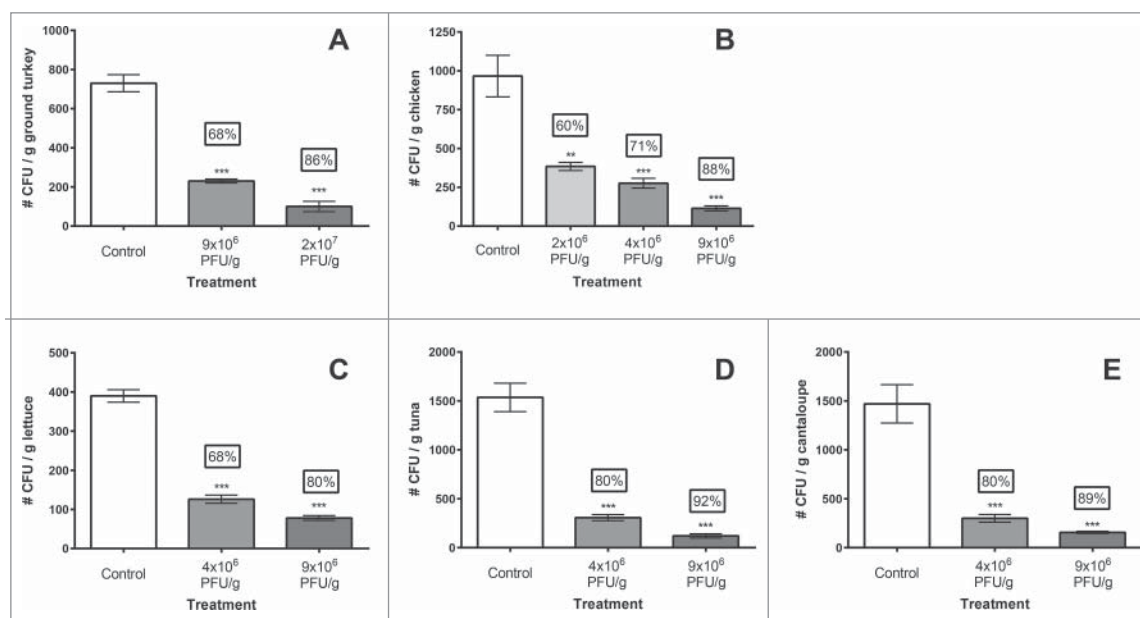 A
# CFU / g ground turkey
800
600
400
200
0
68%
***
86%
***
Control
9x10⁶
PFU/g
2x10⁷
PFU/g
Treatment
B
# CFU / g chicken
1250
1000
750
500
250
0
60%
**
71%
***
88%
***
Control
2x10⁶
PFU/g
4x10⁶
PFU/g
9x10⁶
PFU/g
Treatment
C
# CFU / g lettuce
500
400
300
200
100
0
68%
***
80%
***
Control
4x10⁶
PFU/g
9x10⁶
PFU/g
Treatment
D
# CFU / g tuna
2000
1500
1000
500
0
80%
***
92%
***
Control
4x10⁶
PFU/g
9x10⁶
PFU/g
Treatment
E
# CFU / g cantaloupe
2000
1500
1000
500
0
80%
***
89%
***
Control
4x10⁶
PFU/g
9x10⁶
PFU/g
Treatment